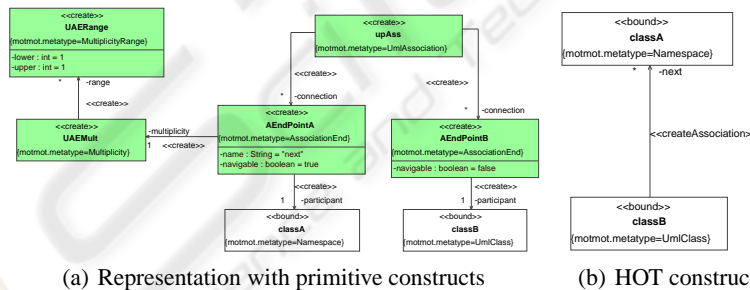 <<create>>
UAERange
{motmot.metatype=MultiplicityRange}
-lower : int = 1
-upper : int = 1
*
-range
<<create>>
<<create>>
UAEMult
{motmot.metatype=Multiplicity}
-multiplicity
1
<<create>>
<<create>>
upAss
{motmot.metatype=UmlAssociation}
<<create>>
*
-connection
<<create>>
*
-connection
<<create>>
AEndPointA
{motmot.metatype=AssociationEnd}
-name : String = "next"
-navigable : boolean = true
<<create>>
1
-participant
<<bound>>
classA
{motmot.metatype=Namespace}
<<create>>
AEndPointB
{motmot.metatype=AssociationEnd}
-navigable : boolean = false
<<create>>
1
-participant
<<bound>>
classB
{motmot.metatype=UmlClass}
(a) Representation with primitive constructs
<<bound>>
classA
{motmot.metatype=Namespace}
*
-next
<<createAssociation>
<<bound>>
classB
{motmot.metatype=UmlClass}
(b) HOT construc